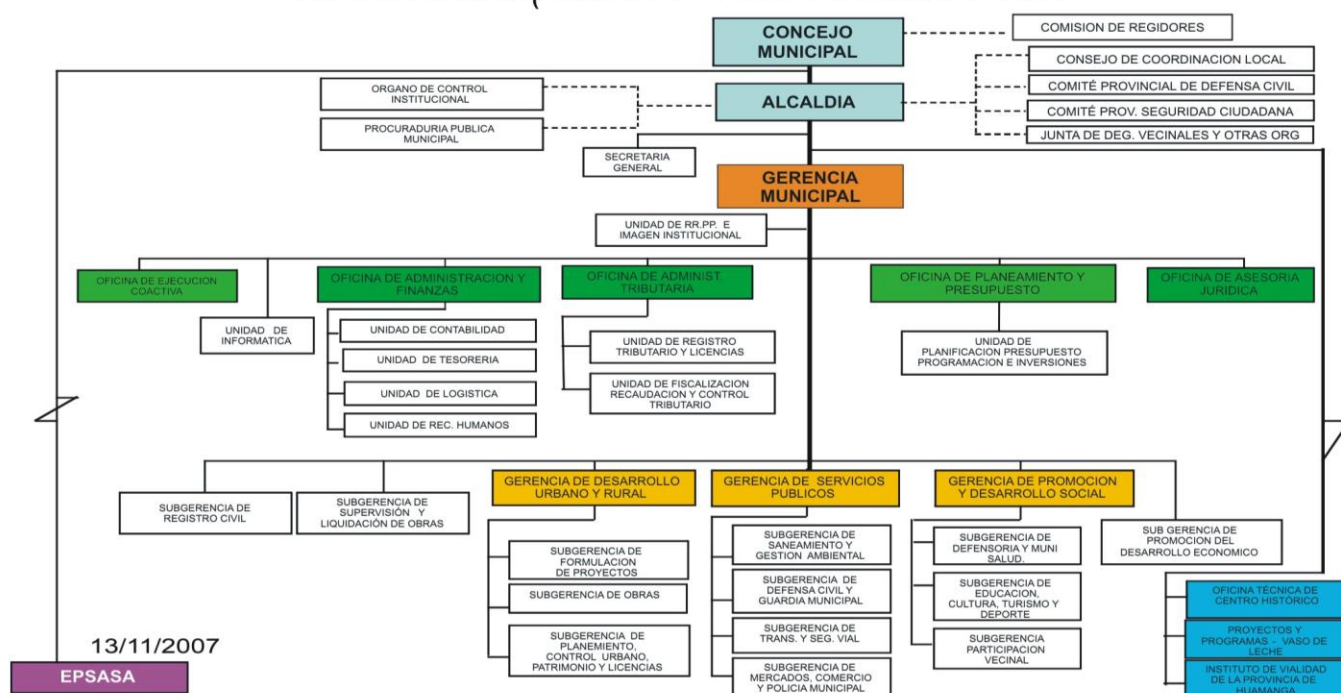 CONCEJO
MUNICIPAL
COMISION DE REGIDORES
CONSEJO DE COORDINACION LOCAL
ORGANO DE CONTROL
INSTITUCIONAL
ALCALDIA
COMITÉ PROVINCIAL DE DEFENSA CIVIL
COMITÉ PROV. SEGURIDAD CIUDADANA
PROCURADURIA PUBLICA
MUNICIPAL
JUNTA DE DEG. VECINALES Y OTRAS ORG
SECRETARIA
GENERAL
GERENCIA
MUNICIPAL
UNIDAD DE RR.PP. E
IMAGEN INSTITUCIONAL
OFICINA DE EJECUCION
COACTIVA
OFICINA DE ADMINISTRACION Y
FINANZAS
OFICINA DE ADMINIST.
TRIBUTARIA
OFICINA DE PLANEAMIENTO Y
PRESUPUESTO
OFICINA DE ASESORIA
JURIDICA
UNIDAD DE
INFORMATICA
UNIDAD DE CONTABILIDAD
UNIDAD DE TESORERIA
UNIDAD DE LOGISTICA
UNIDAD DE REC. HUMANOS
UNIDAD DE REGISTRO
TRIBUTARIO Y LICENCIAS
UNIDAD DE FISCALIZACION
RECAUDACION Y CONTROL
TRIBUTARIO
UNIDAD DE
PLANIFICACION PRESUPUESTO
PROGRAMACION E INVERSIONES
SUBGERENCIA DE
REGISTRO CIVIL
SUBGERENCIA DE
SUPERVISIÓN Y
LIQUIDACIÓN DE OBRAS
GERENCIA DE DESARROLLO
URBANO Y RURAL
SUBGERENCIA DE
FORMULACION
DE PROYECTOS
SUBGERENCIA DE OBRAS
SUBGERENCIA DE
PLANEMIENTO,
CONTROL URBANO,
PATRIMONIO Y LICENCIAS
GERENCIA DE SERVICIOS
PUBLICOS
SUBGERENCIA DE
SANEAMIENTO Y
GESTION AMBIENTAL
SUBGERENCIA DE
DEFENSA CIVIL Y
GUARDIA MUNICIPAL
SUBGERENCIA DE
TRANS. Y SEG. VIAL
SUBGERENCIA DE
MERCADOS, COMERCIO
Y POLICIA MUNICIPAL
GERENCIA DE PROMOCION
Y DESARROLLO SOCIAL
SUBGERENCIA DE
DEFENSORIA Y MUNI
SALUD.
SUBGERENCIA DE
EDUCACION,
CULTURA, TURISMO Y
DEPORTE
SUBGERENCIA
PARTICIPACION
VECINAL
SUB GERENCIA DE
PROMOCION DEL
DESARROLLO ECONOMICO
OFICINA TÉCNICA DE
CENTRO HISTÓRICO
PROYECTOS Y
PROGRAMAS - VASO DE
LECHE
INSTITUTO DE VIALIDAD
DE LA PROVINCIA DE
HUAMANGA
13/11/2007
EPSASA